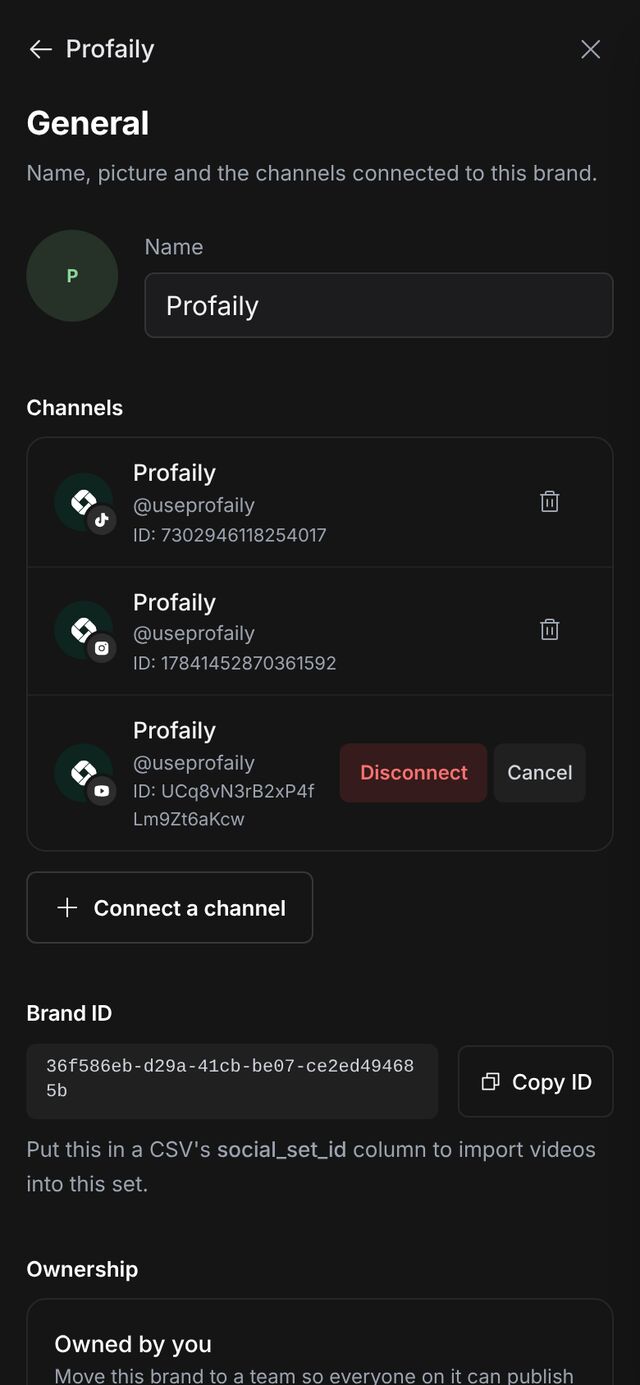 Profaily
General
Name, picture and the channels connected to this brand.
P
Name
Profaily
Channels
Profaily
@useprofaily
ID: 7302946118254017
Profaily
@useprofaily
ID: 17841452870361592
Profaily
@useprofaily
ID: UCq8vN3rB2xP4f
Lm9Zt6aKcw
Disconnect
Cancel
Connect a channel
Brand ID
36f586eb-d29a-41cb-be07-ce2ed49468
5b
Copy ID
Put this in a CSV's social_set_id column to import videos
into this set.
Ownership
Owned by you
Move this brand to a team so everyone on it can publish